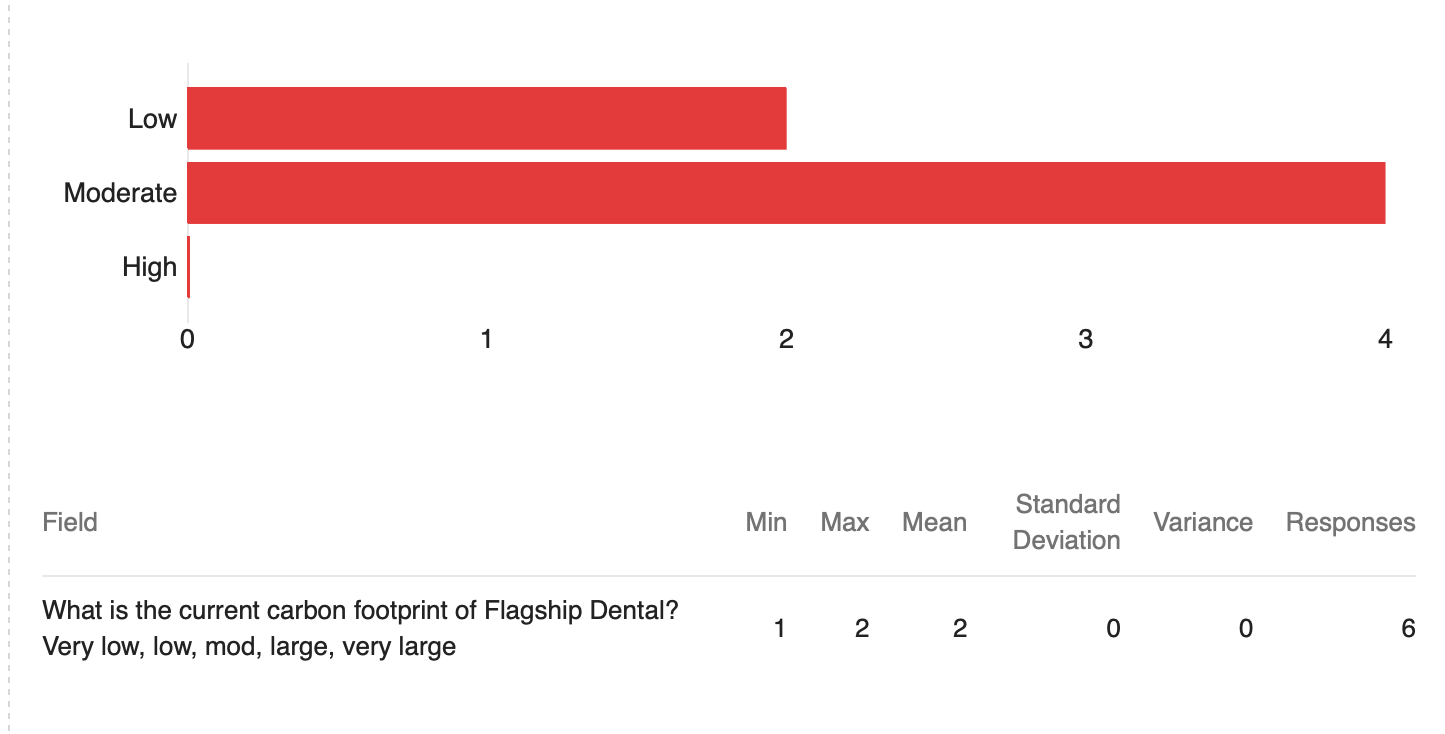 Low
Moderate
High
0 1 2 3 4
Field Min Max Mean Standard Deviation Variance Responses
What is the current carbon footprint of Flagship Dental?
Very low, low, mod, large, very large
1 2 2 0 0 6